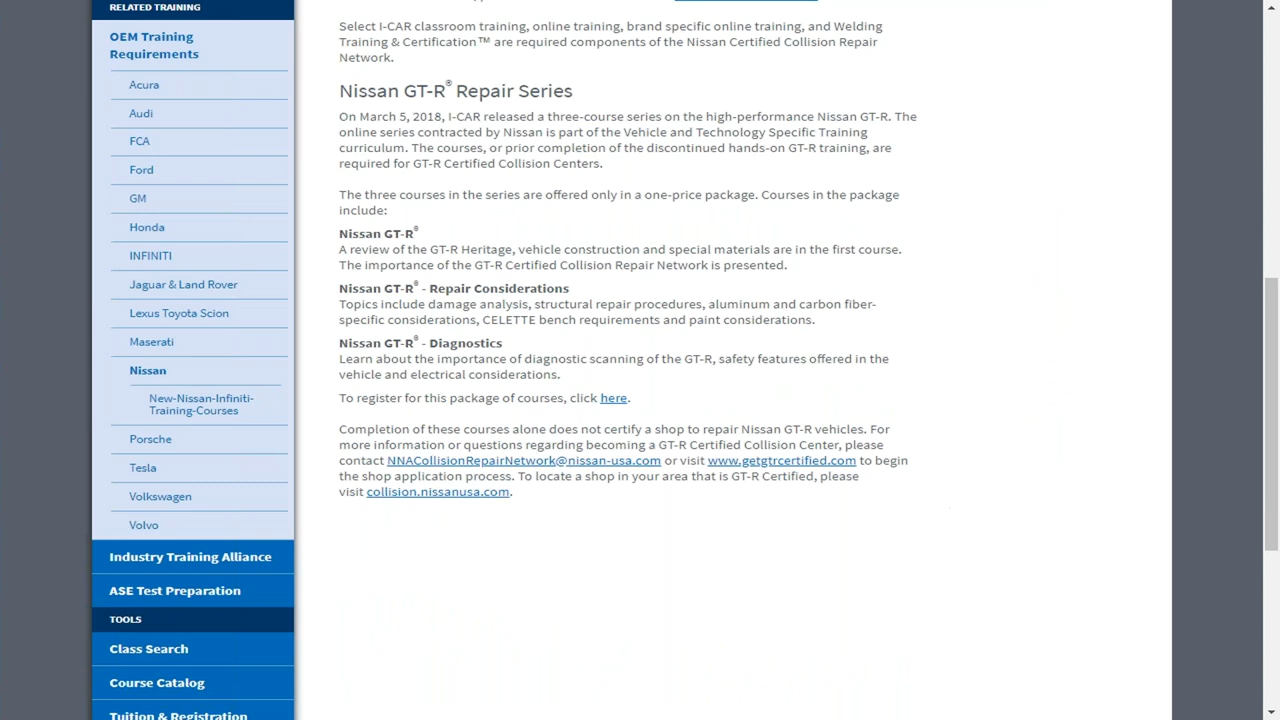 RELATED TRAINING
OEM Training
Requirements
Acura
Audi
FCA
Ford
GM
Honda
INFINITI
Jaguar & Land Rover
Lexus Toyota Scion
Maserati
Nissan
New-Nissan-Infiniti-
Training-Courses
Porsche
Tesla
Volkswagen
Volvo
Industry Training Alliance
ASE Test Preparation
TOOLS
Class Search
Course Catalog
Tuition & Registration
Select I-CAR classroom training, online training, brand specific online training, and Welding
Training & Certification™ are required components of the Nissan Certified Collision Repair
Network.
Nissan GT-R® Repair Series
On March 5, 2018, I-CAR released a three-course series on the high-performance Nissan GT-R. The
online series contracted by Nissan is part of the Vehicle and Technology Specific Training
curriculum. The courses, or prior completion of the discontinued hands-on GT-R training, are
required for GT-R Certified Collision Centers.
The three courses in the series are offered only in a one-price package. Courses in the package
include:
Nissan GT-R®
A review of the GT-R Heritage, vehicle construction and special materials are in the first course.
The importance of the GT-R Certified Collision Repair Network is presented.
Nissan GT-R® - Repair Considerations
Topics include damage analysis, structural repair procedures, aluminum and carbon fiber-
specific considerations, CELETTE bench requirements and paint considerations.
Nissan GT-R® - Diagnostics
Learn about the importance of diagnostic scanning of the GT-R, safety features offered in the
vehicle and electrical considerations.
To register for this package of courses, click here.
Completion of these courses alone does not certify a shop to repair Nissan GT-R vehicles. For
more information or questions regarding becoming a GT-R Certified Collision Center, please
contact NNACollisionRepairNetwork@nissan-usa.com or visit www.getgtrcertified.com to begin
the shop application process. To locate a shop in your area that is GT-R Certified, please
visit collision.nissanusa.com.